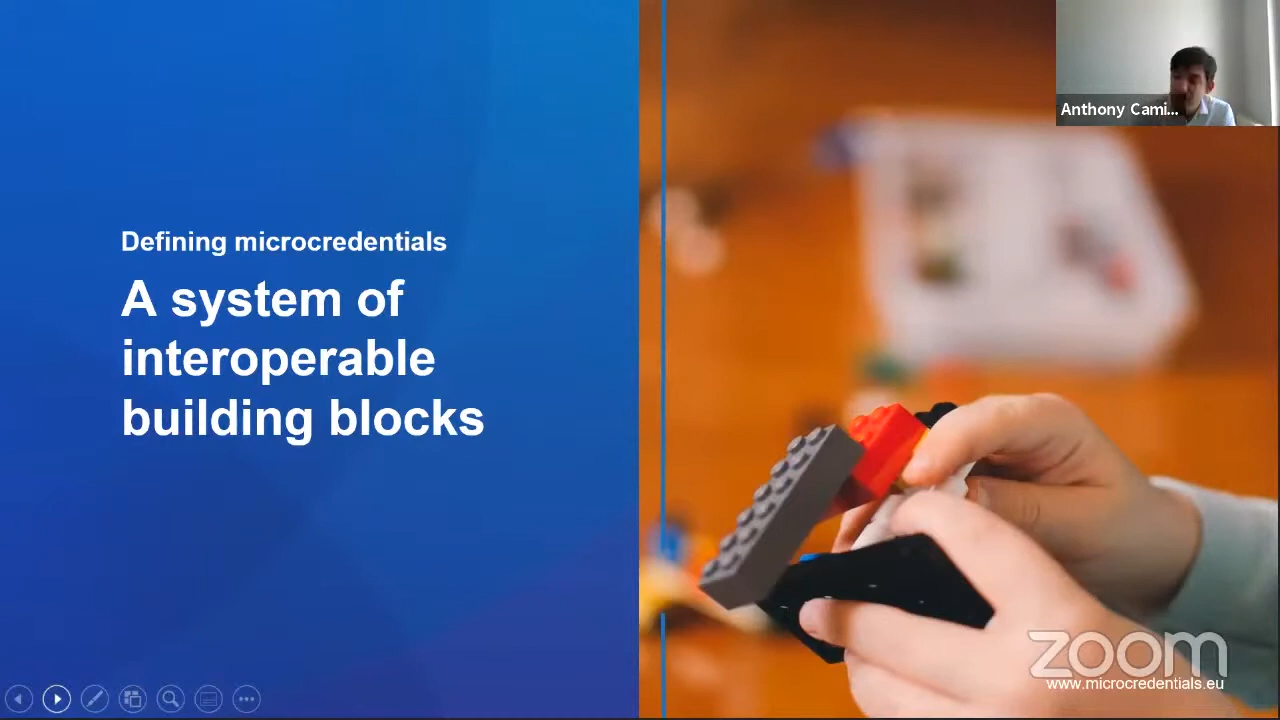 Defining microcredentials
A system of
interoperable
building blocks
Anthony Cami...
zoom
www.microcredentials.eu